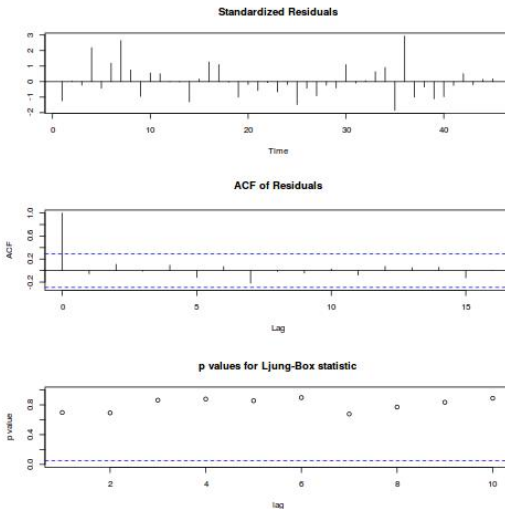 Standardized Residuals
3
2
1
0
-1
-2
0 10 20 30 40
Time
ACF of Residuals
ACF
1.0
0.6
0.2
-0.2
0 5 10 15
Lag
p values for Ljung-Box statistic
p value
0.8
0.4
0.0
2 4 6 8 10
lag